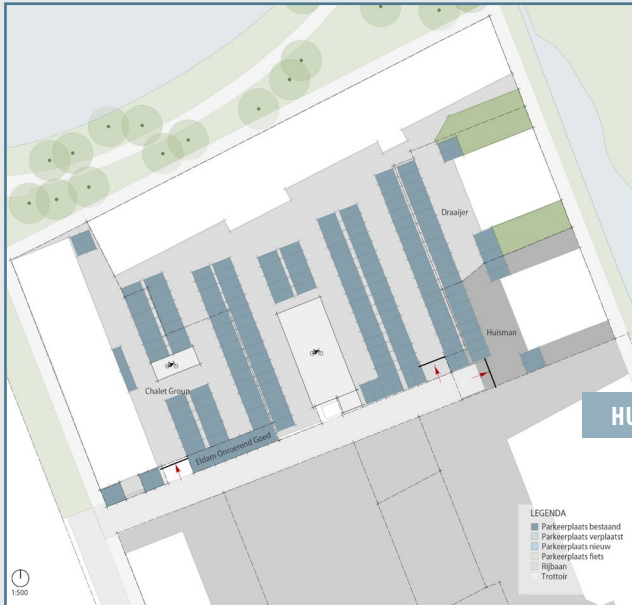 Draaijer
Huisman
Chalet Group
Eldam Onroerend Goed
HU
LEGENDA
Parkeerplaats bestaand
Parkeerplaats verplaatst
Parkeerplaats nieuw
Parkeerplaats fiets
Rijbaan
Trottoir
1:500